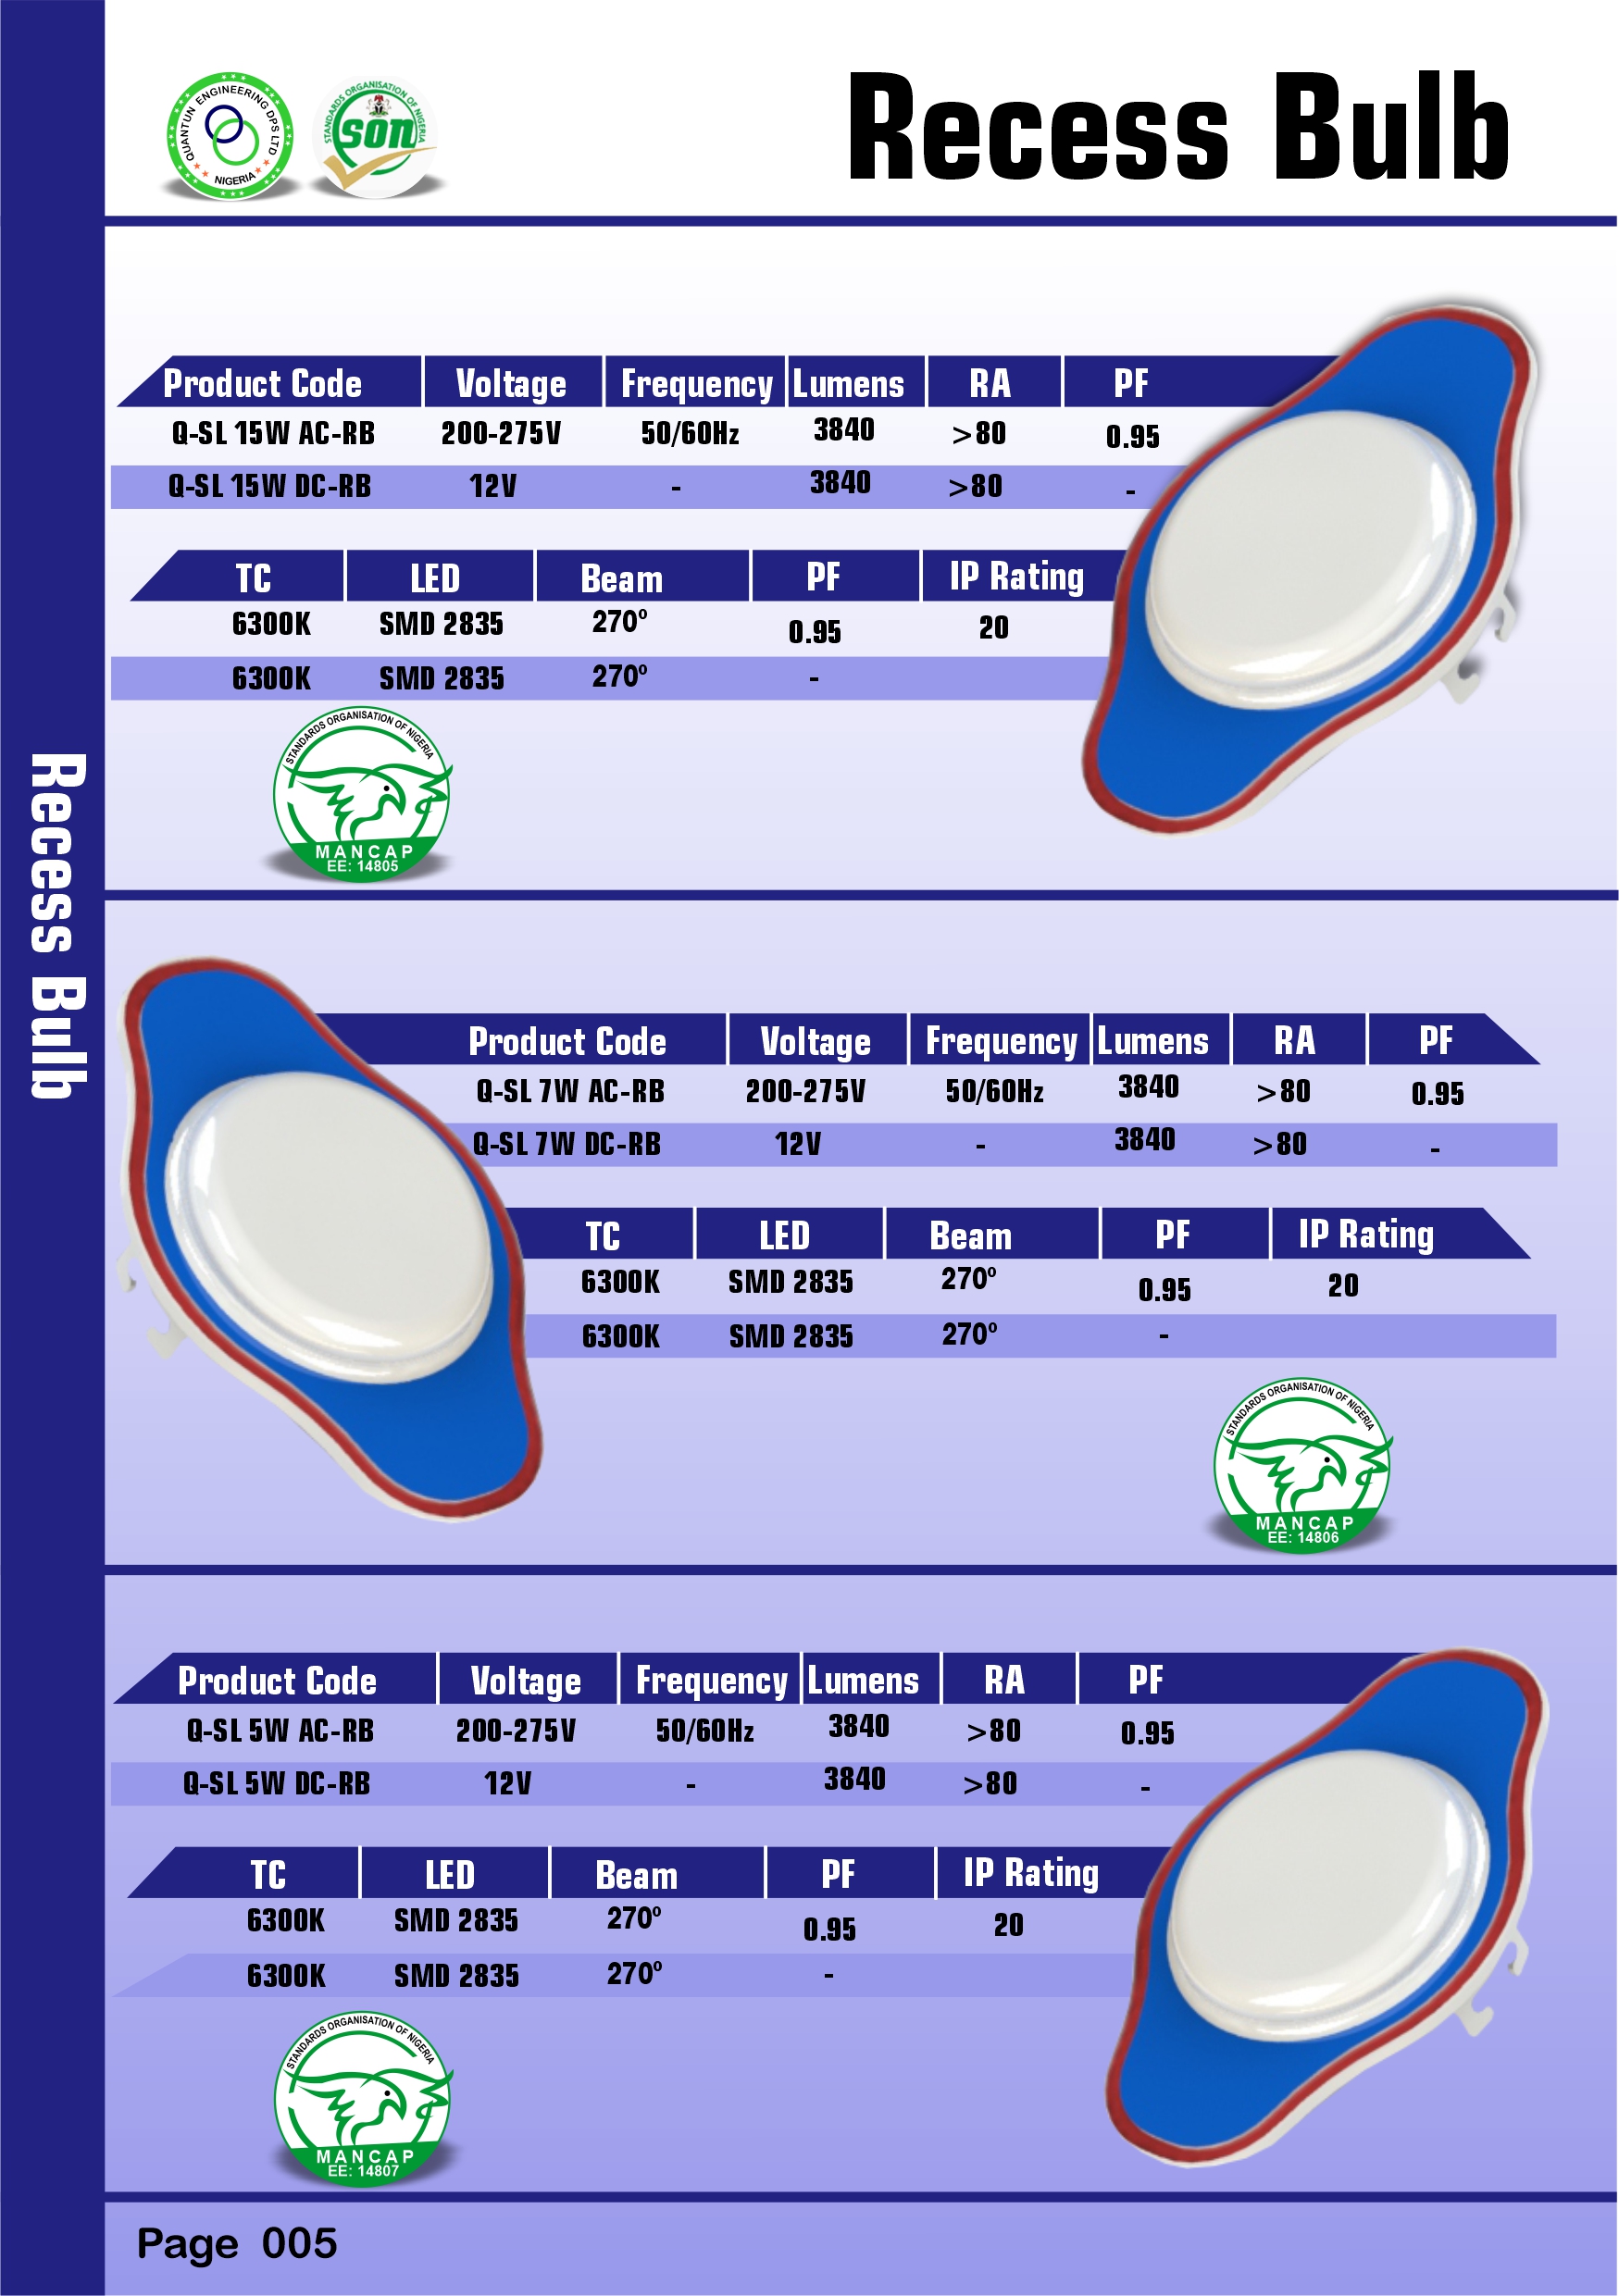 QUANTUN ENGINEERING DPS LTD
NIGERIA
STANDARDS ORGANISATION OF NIGERIA
SON
Recess Bulb
Recess Bulb
Product Code Voltage Frequency Lumens RA PF
Q-SL 15W AC-RB 200-275V 50/60Hz 3840 >80 0.95
Q-SL 15W DC-RB 12V - 3840 >80 -
TC LED Beam PF IP Rating
6300K SMD 2835 270º 0.95 20
6300K SMD 2835 270º -
STANDARDS ORGANISATION OF NIGERIA
MANCAP
EE: 14805
Product Code Voltage Frequency Lumens RA PF
Q-SL 7W AC-RB 200-275V 50/60Hz 3840 >80 0.95
Q-SL 7W DC-RB 12V - 3840 >80 -
TC LED Beam PF IP Rating
6300K SMD 2835 270º 0.95 20
6300K SMD 2835 270º -
STANDARDS ORGANISATION OF NIGERIA
MANCAP
EE: 14806
Product Code Voltage Frequency Lumens RA PF
Q-SL 5W AC-RB 200-275V 50/60Hz 3840 >80 0.95
Q-SL 5W DC-RB 12V - 3840 >80 -
TC LED Beam PF IP Rating
6300K SMD 2835 270º 0.95 20
6300K SMD 2835 270º -
STANDARDS ORGANISATION OF NIGERIA
MANCAP
EE: 14807
Page 005